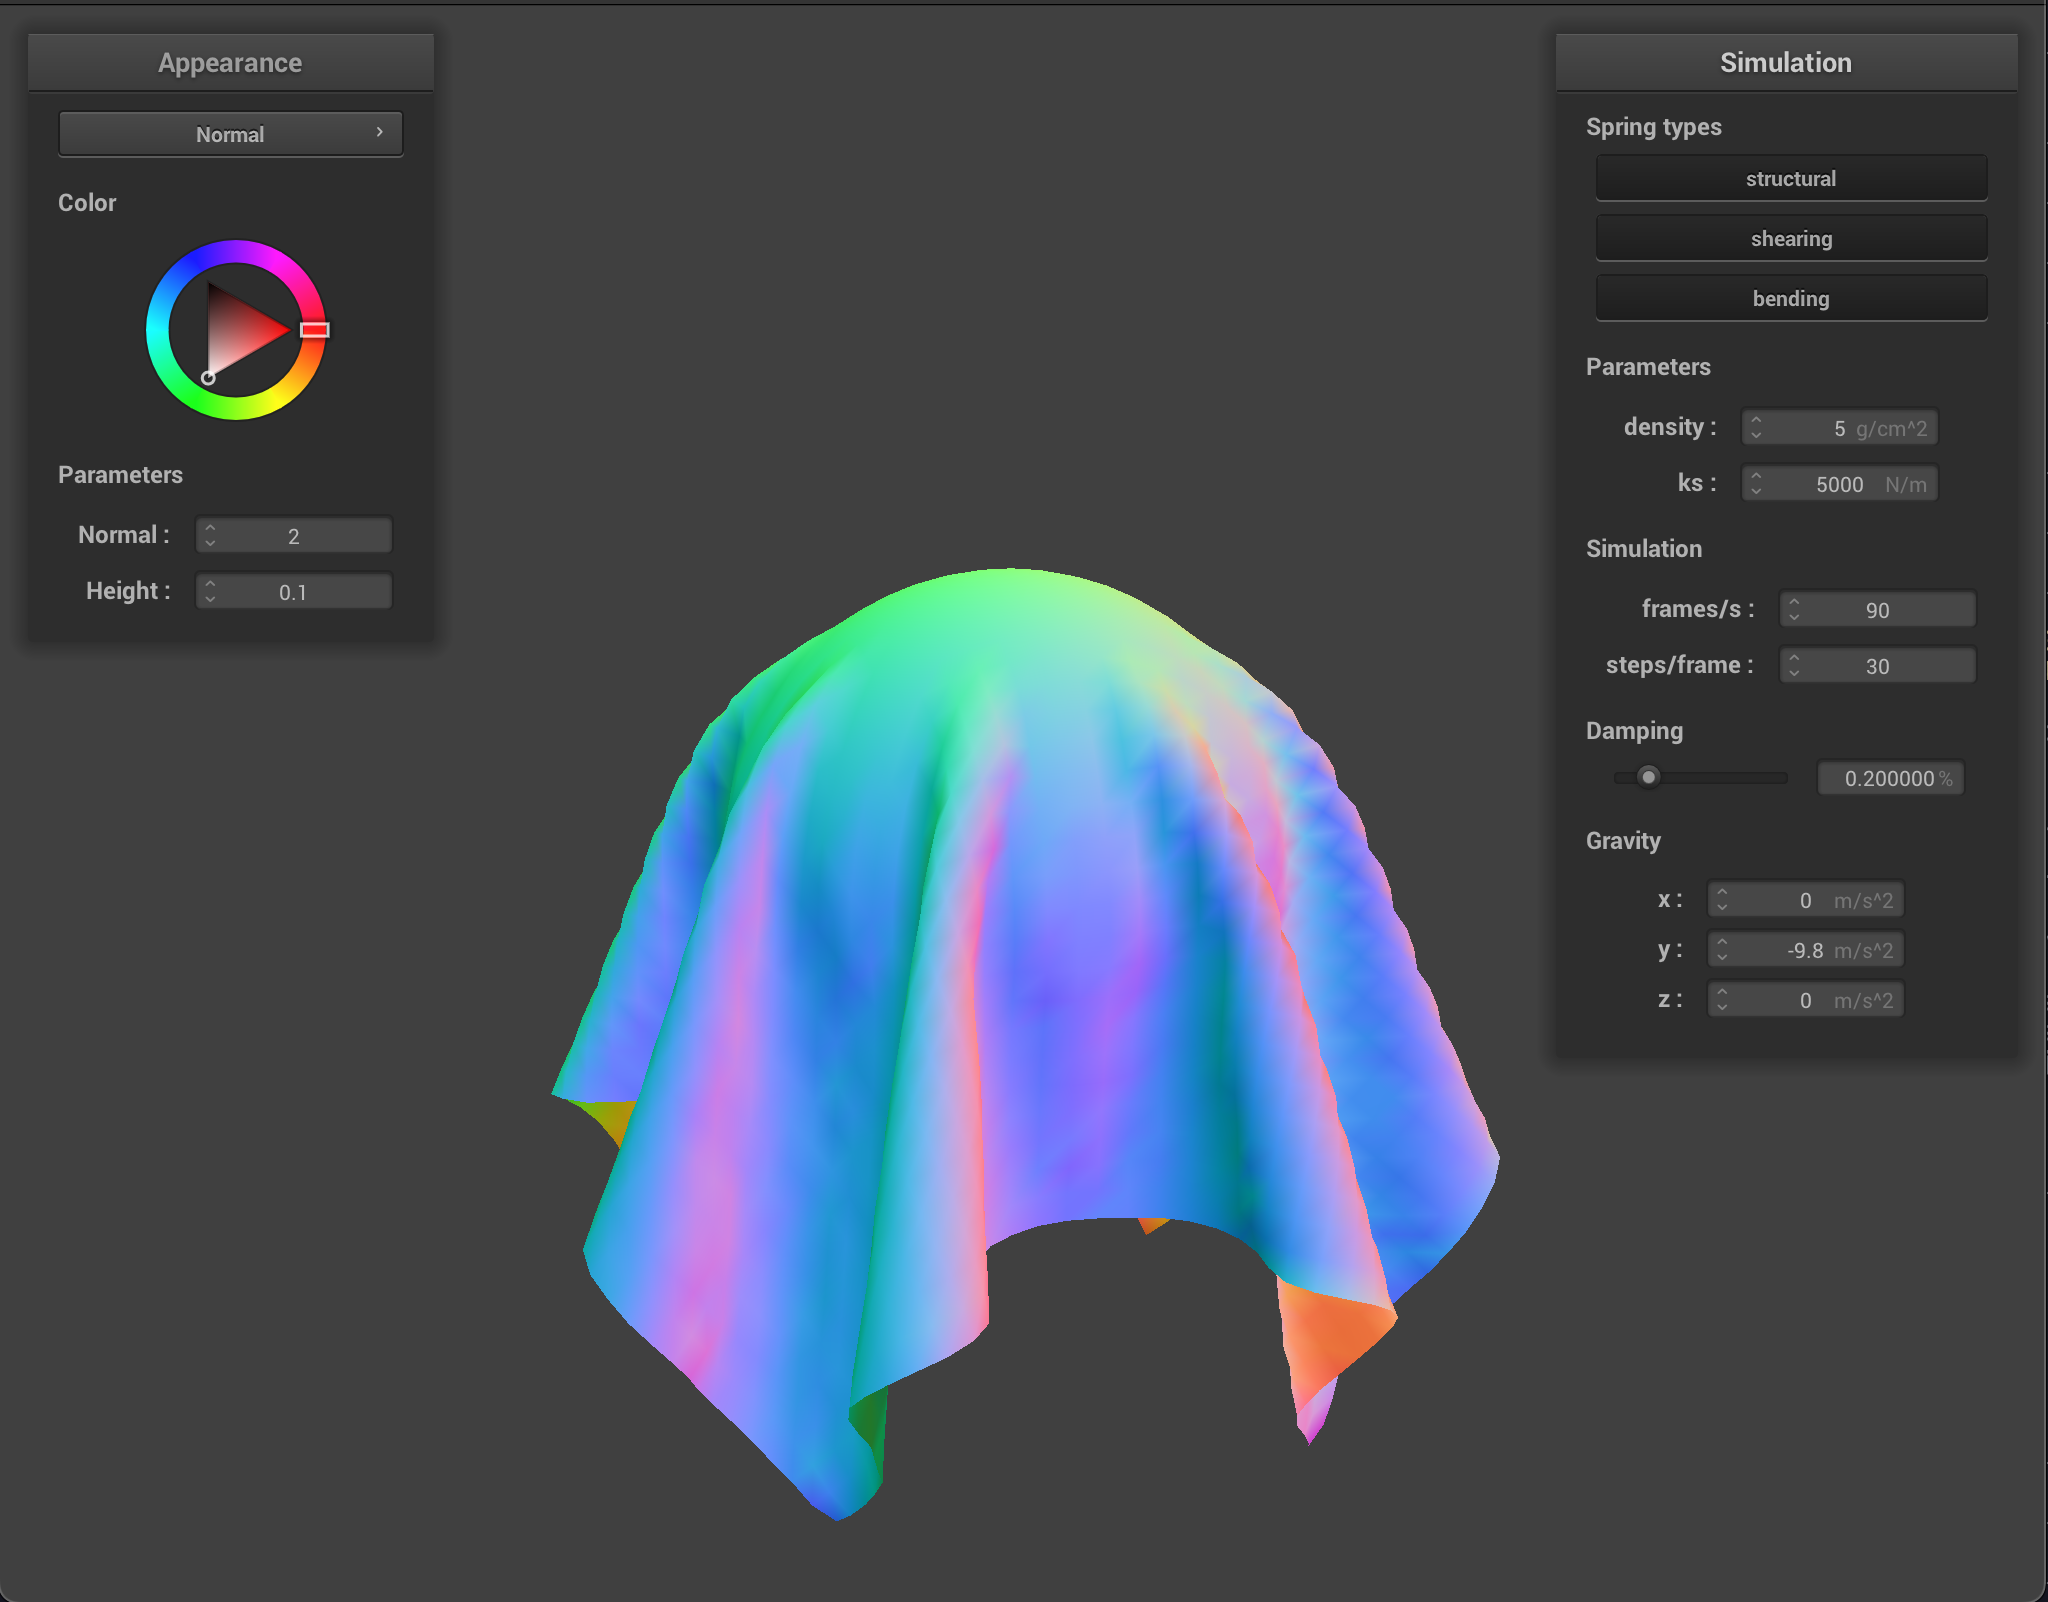 Appearance
Normal
Color
Parameters
Normal : 2
Height : 0.1
Simulation
Spring types
structural
shearing
bending
Parameters
density : 5 g/cm^2
ks : 5000 N/m
Simulation
frames/s : 90
steps/frame : 30
Damping
0.200000 %
Gravity
x : 0 m/s^2
y : -9.8 m/s^2
z : 0 m/s^2